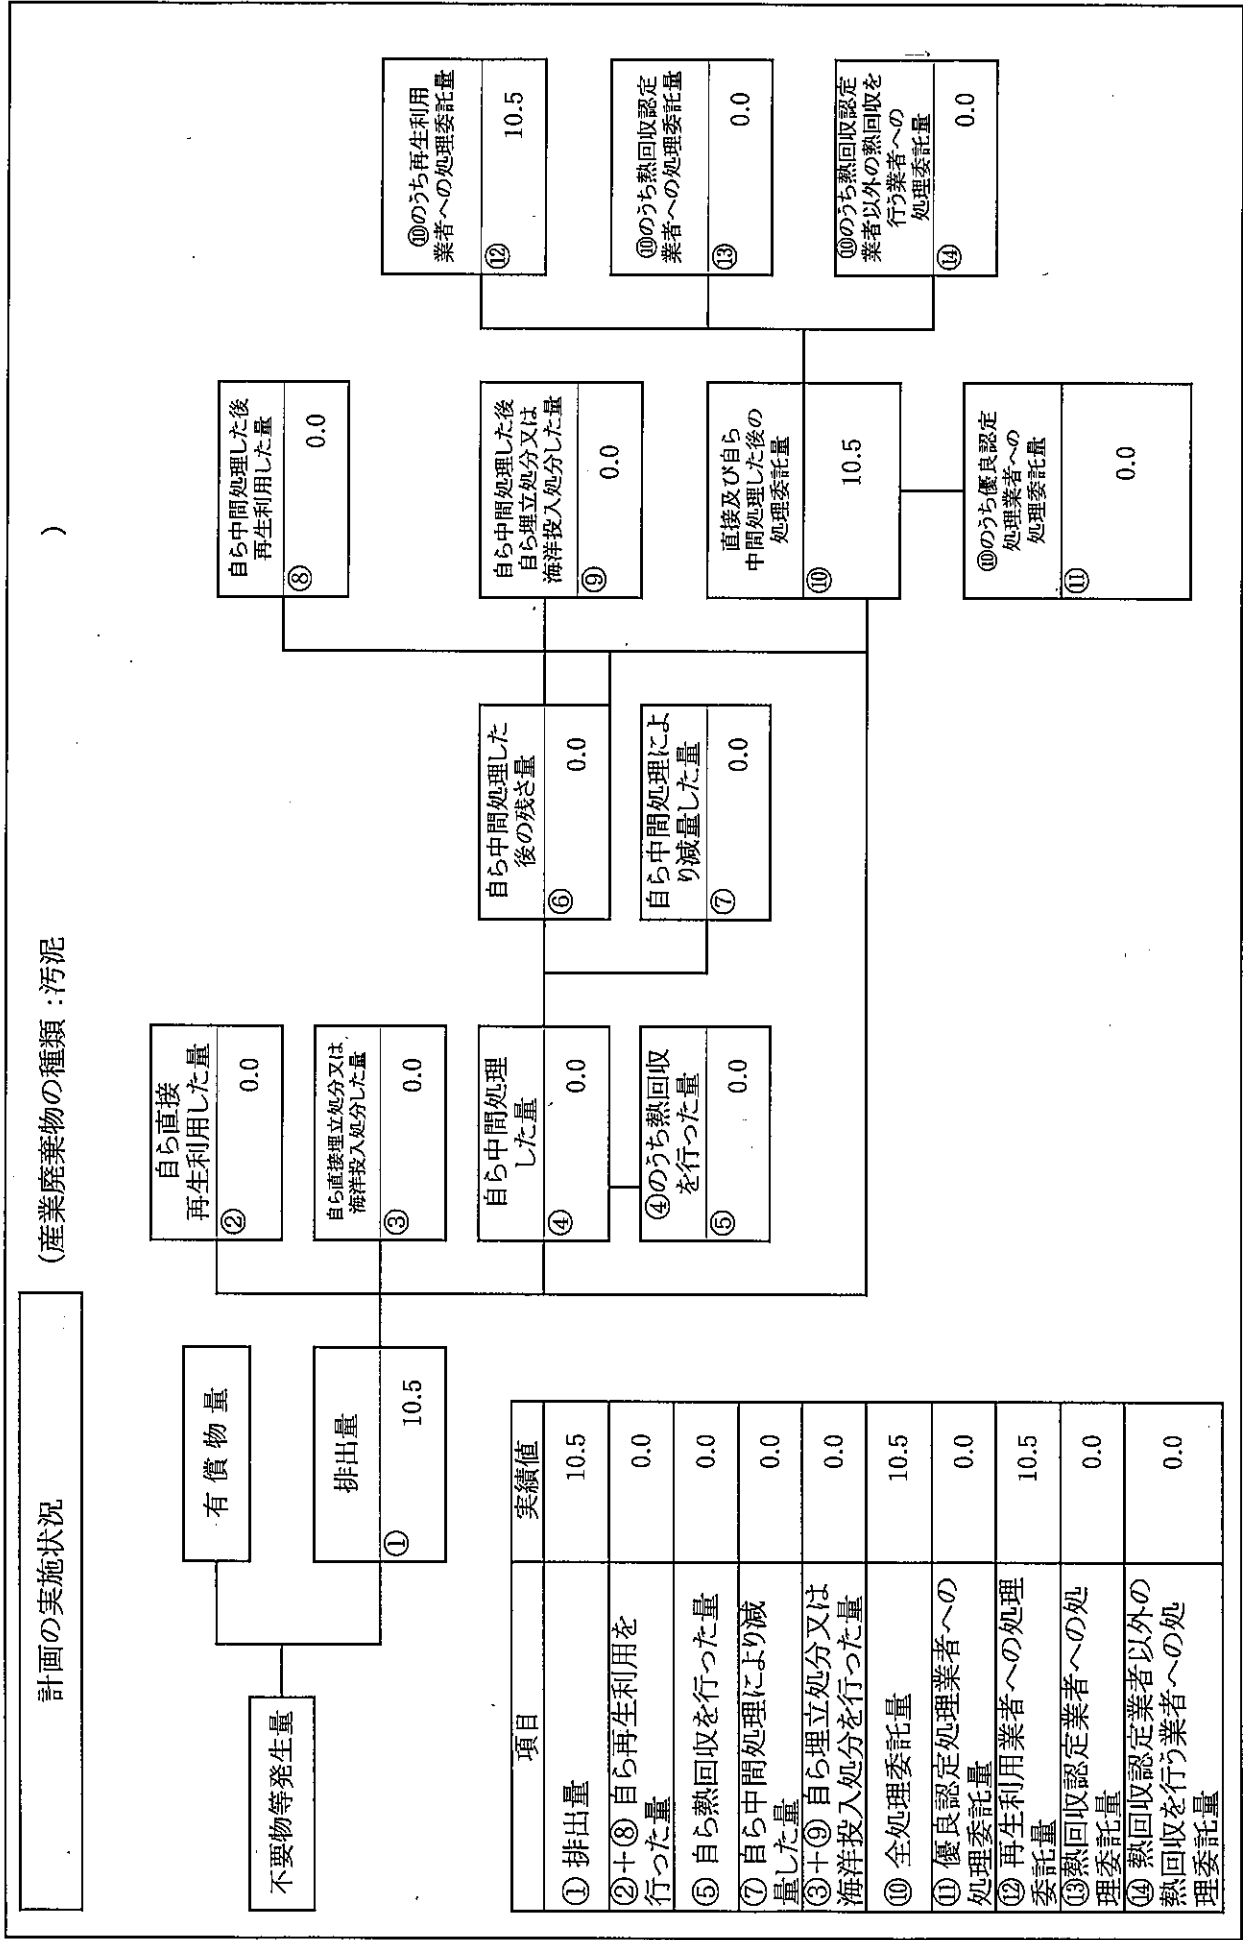 計画の実施状況
（産業廃棄物の種類：汚泥
）
不要物等発生量
有償物量
排出量
① 10.5
自ら直接
再生利用した量
② 0.0
自ら直接埋立処分又は
海洋投入処分した量
③ 0.0
自ら中間処理
した量
④ 0.0
④のうち熱回収
を行った量
⑤ 0.0
自ら中間処理した
後の残さ量
⑥ 0.0
自ら中間処理によ
り減量した量
⑦ 0.0
自ら中間処理した後
再生利用した量
⑧ 0.0
自ら中間処理した後
自ら埋立処分又は
海洋投入処分した量
⑨ 0.0
直接及び自ら
中間処理した後の
処理委託量
⑩ 10.5
⑩のうち優良認定
処理業者への
処理委託量
⑪ 0.0
⑩のうち再生利用
業者への処理委託量
⑫ 10.5
⑩のうち熱回収認定
業者への処理委託量
⑬ 0.0
⑩のうち熱回収認定
業者以外の熱回収を
行う業者への
処理委託量
⑭ 0.0
項目 実績値
① 排出量 10.5
②＋⑧ 自ら再生利用を
行った量 0.0
⑤ 自ら熱回収を行った量 0.0
⑦ 自ら中間処理により減
量した量 0.0
③＋⑨ 自ら埋立処分又は
海洋投入処分を行った量 0.0
⑩ 全処理委託量 10.5
⑪ 優良認定処理業者への
処理委託量 0.0
⑫ 再生利用業者への処理
委託量 10.5
⑬熱回収認定業者への処
理委託量 0.0
⑭ 熱回収認定業者以外の
熱回収を行う業者への処
理委託量 0.0